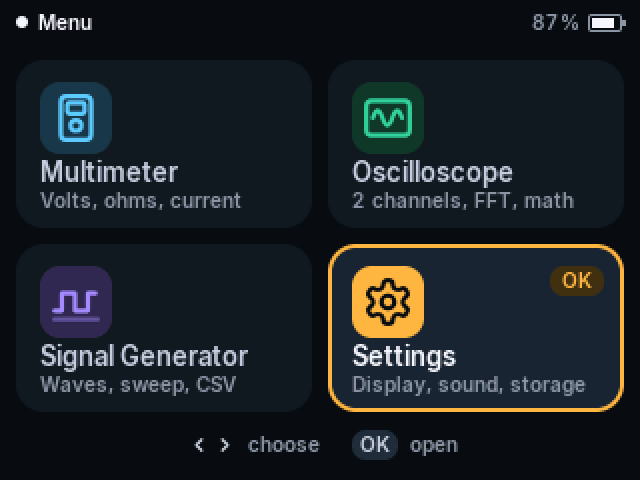 Menu
87%
Multimeter
Volts, ohms, current
Oscilloscope
2 channels, FFT, math
Signal Generator
Waves, sweep, CSV
OK
Settings
Display, sound, storage
< > choose OK open